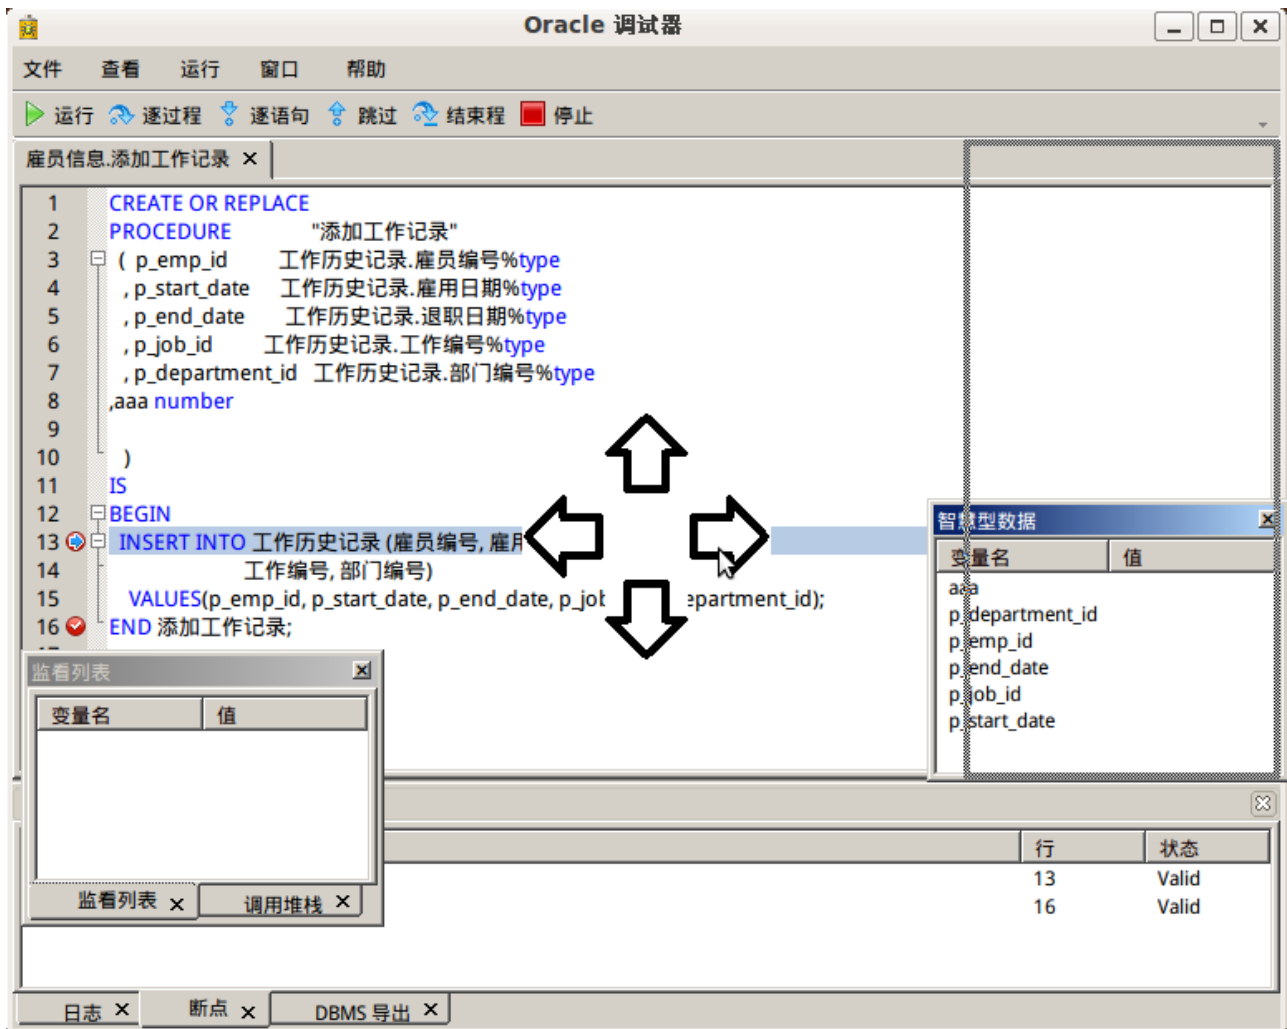 Oracle 调试器
文件 查看 运行 窗口 帮助
运行 逐过程 逐语句 跳过 结束程 停止
雇员信息.添加工作记录
1 CREATE OR REPLACE
2 PROCEDURE "添加工作记录"
3 ( p_emp_id 工作历史记录.雇员编号%type
4 , p_start_date 工作历史记录.雇用日期%type
5 , p_end_date 工作历史记录.退职日期%type
6 , p_job_id 工作历史记录.工作编号%type
7 , p_department_id 工作历史记录.部门编号%type
8 ,aaa number
9
10 )
11 IS
12 BEGIN
13 INSERT INTO 工作历史记录 (雇员编号, 雇
14 工作编号, 部门编号)
15 VALUES(p_emp_id, p_start_date, p_end_date, p_job epartment_id);
16 END 添加工作记录;
智慧型数据
变量名 值
aaa
p_department_id
p_emp_id
p_end_date
p_job_id
p_start_date
监看列表
变量名 值
监看列表 调用堆栈
行 状态
13 Valid
16 Valid
日志 断点 DBMS 导出